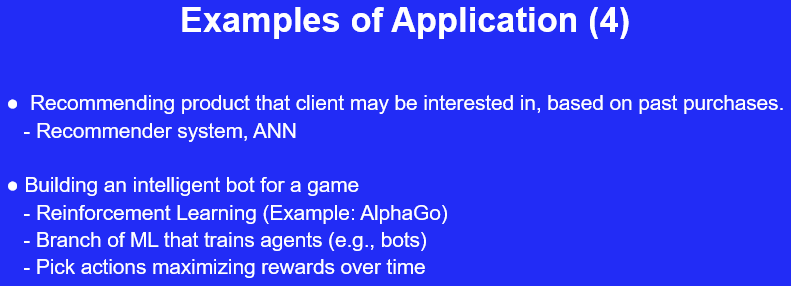 Examples of Application (4)
● Recommending product that client may be interested in, based on past purchases.
- Recommender system, ANN
● Building an intelligent bot for a game
- Reinforcement Learning (Example: AlphaGo)
- Branch of ML that trains agents (e.g., bots)
- Pick actions maximizing rewards over time